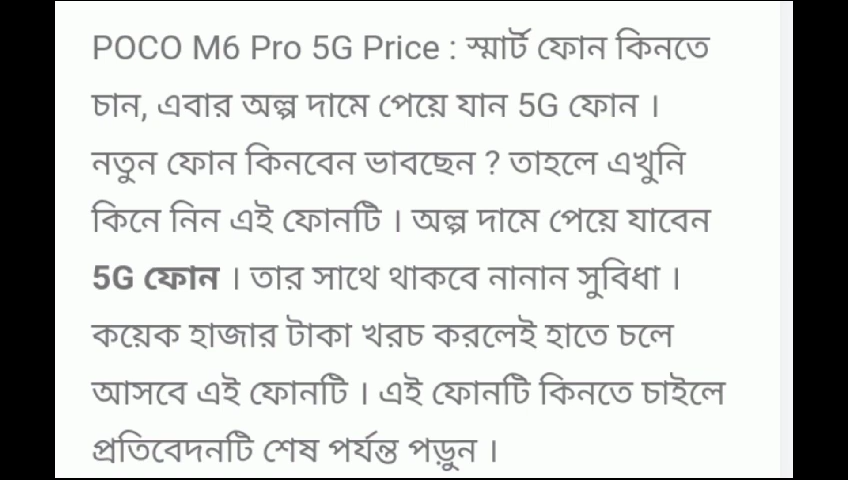 POCO M6 Pro 5G Price : স্মার্ট ফোন কিনতে
চান, এবার অল্প দামে পেয়ে যান 5G ফোন ।
নতুন ফোন কিনবেন ভাবছেন ? তাহলে এখুনি
কিনে নিন এই ফোনটি । অল্প দামে পেয়ে যাবেন
5G ফোন । তার সাথে থাকবে নানান সুবিধা ।
কয়েক হাজার টাকা খরচ করলেই হাতে চলে
আসবে এই ফোনটি । এই ফোনটি কিনতে চাইলে
প্রতিবেদনটি শেষ পর্যন্ত পড়ুন ।